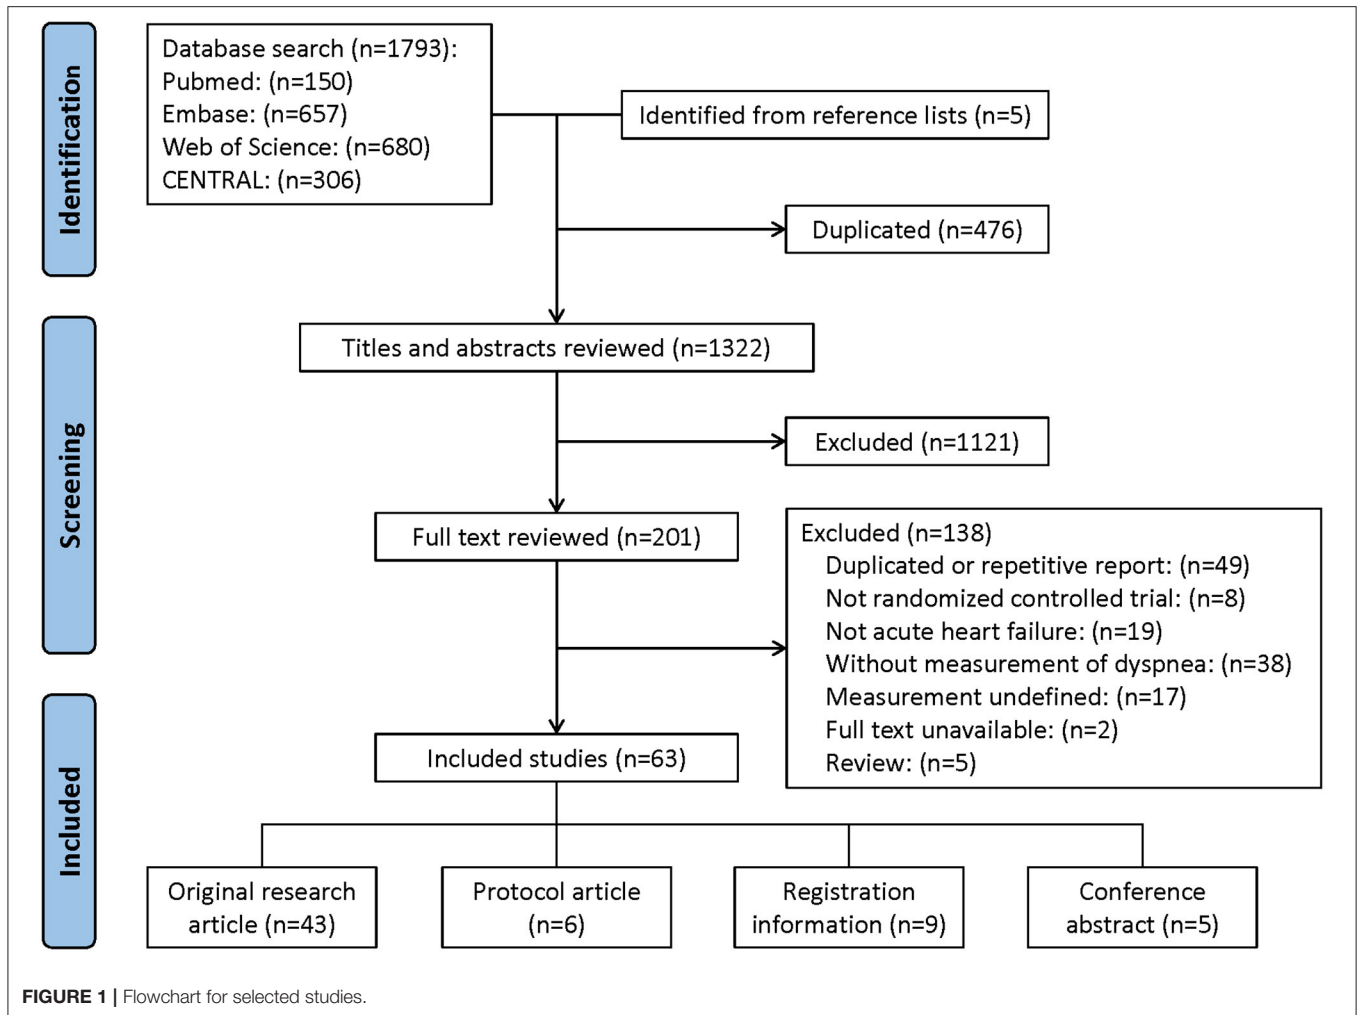 Identification
Database search (n=1793):
Pubmed: (n=150)
Embase: (n=657)
Web of Science: (n=680)
CENTRAL: (n=306)
Identified from reference lists (n=5)
Duplicated (n=476)
Screening
Titles and abstracts reviewed (n=1322)
Excluded (n=1121)
Full text reviewed (n=201)
Excluded (n=138)
Duplicated or repetitive report: (n=49)
Not randomized controlled trial: (n=8)
Not acute heart failure: (n=19)
Without measurement of dyspnea: (n=38)
Measurement undefined: (n=17)
Full text unavailable: (n=2)
Review: (n=5)
Included
Included studies (n=63)
Original research
article (n=43)
Protocol article
(n=6)
Registration
information (n=9)
Conference
abstract (n=5)
FIGURE 1 | Flowchart for selected studies.